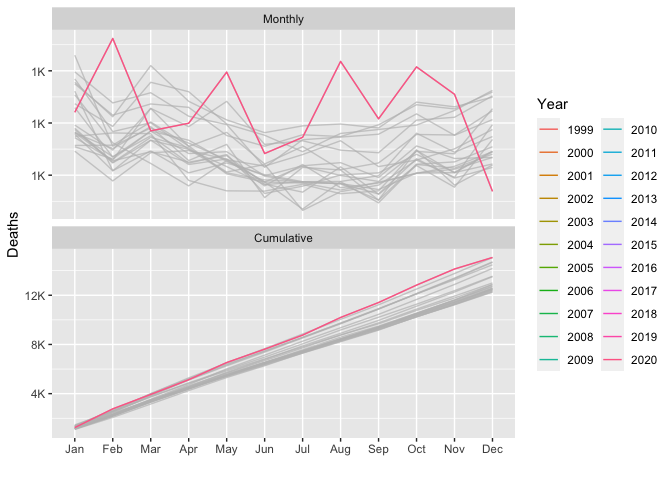 Monthly
1K
1K
1K
Deaths
Cumulative
12K
8K
4K
Jan Feb Mar Apr May Jun Jul Aug Sep Oct Nov Dec
Year
1999 2010
2000 2011
2001 2012
2002 2013
2003 2014
2004 2015
2005 2016
2006 2017
2007 2018
2008 2019
2009 2020